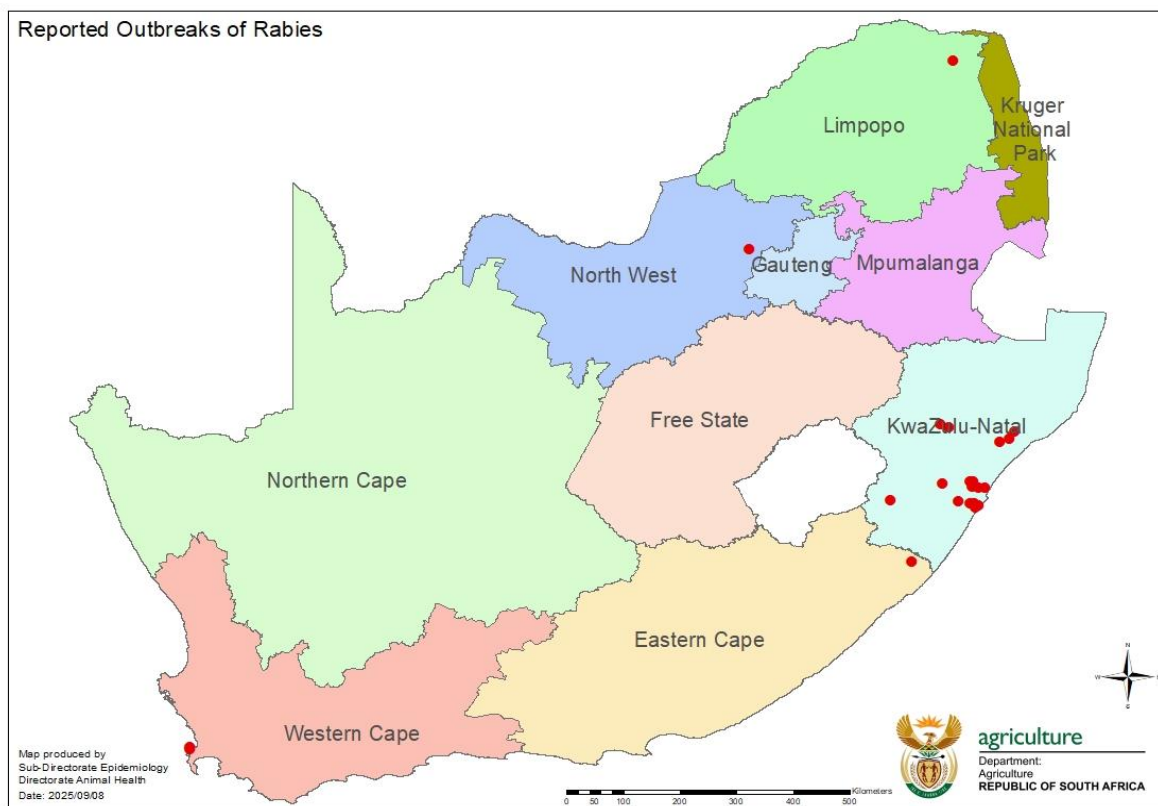 Reported Outbreaks of Rabies
Limpopo
Kruger
National
Park
North West
Gauteng
Mpumalanga
Free State
KwaZulu-Natal
Northern Cape
Eastern Cape
Western Cape
N
W
S
Map produced by
Sub-Directorate Epidemiology
Directorate Animal Health
Date: 2025/09/08
agriculture
Department:
Agriculture
REPUBLIC OF SOUTH AFRICA
Kilometers
0 50 100 200 300 400 500